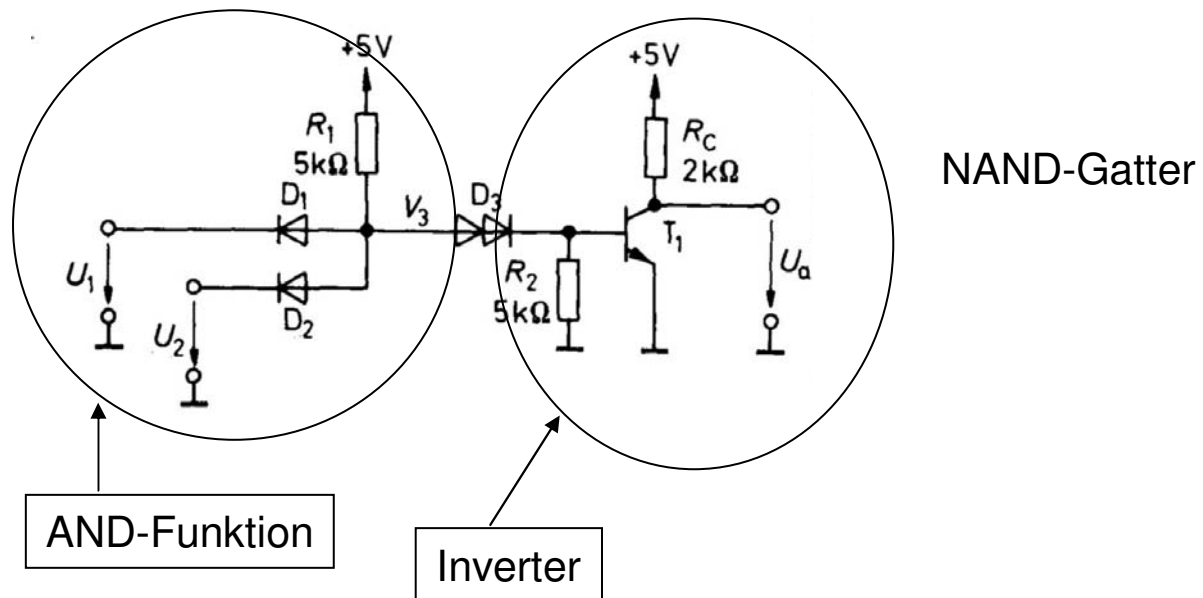 +5V
+5V
R1
5kΩ
RC
2kΩ
NAND-Gatter
D1
V3
D3
T1
U1
D2
R2
5kΩ
Ua
U2
AND-Funktion
Inverter